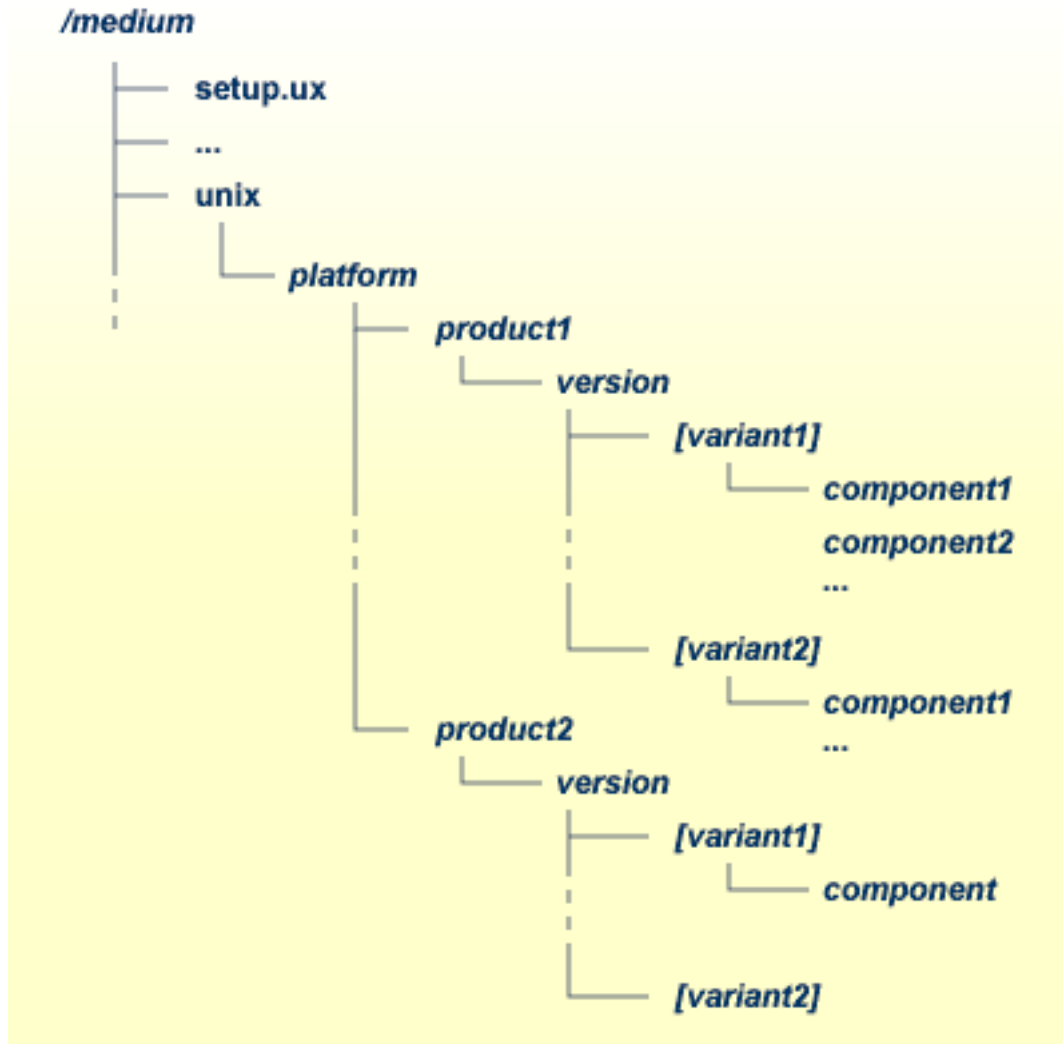 /medium
setup.ux
...
unix
platform
product1
version
[variant1]
component1
component2
...
[variant2]
component1
...
product2
version
[variant1]
component
[variant2]